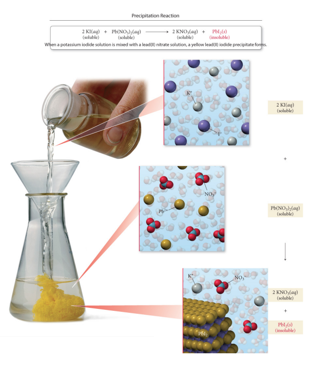 Precipitation Reaction
2 KI(aq) + Pb(NO₃)₂(aq) ⟶ 2 KNO₃(aq) + PbI₂(s)
(soluble) (soluble) (soluble) (insoluble)
When a potassium iodide solution is mixed with a lead(II) nitrate solution, a yellow lead(II) iodide precipitate forms.
K⁺
2 KI(aq)
(soluble)
+
NO₃⁻
Pb(NO₃)₂(aq)
(soluble)
K⁺
NO₃⁻
2 KNO₃(aq)
(soluble)
+
PbI₂(s)
(insoluble)